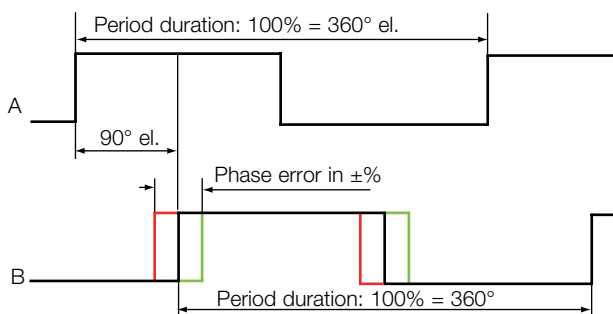 Period duration: 100% = 360° el.
A
90° el.
Phase error in ±%
B
Period duration: 100% = 360°